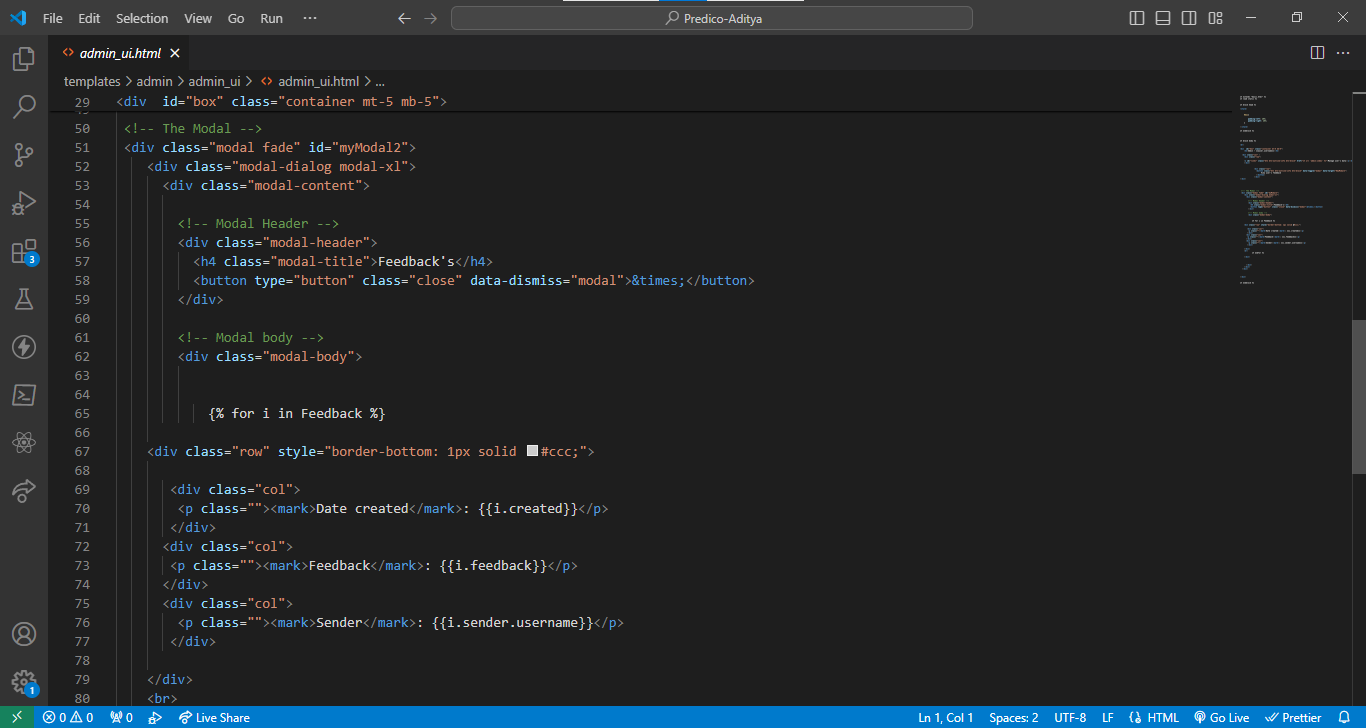 File Edit Selection View Go Run ··· ← → Predico-Aditya
admin_ui.html
templates > admin > admin_ui > admin_ui.html > ...
29 <div  id="box" class="container mt-5 mb-5">
50 <!-- The Modal -->
51 <div class="modal fade" id="myModal2">
52 <div class="modal-dialog modal-xl">
53 <div class="modal-content">
54
55 <!-- Modal Header -->
56 <div class="modal-header">
57 <h4 class="modal-title">Feedback's</h4>
58 <button type="button" class="close" data-dismiss="modal">&times;</button>
59 </div>
60
61 <!-- Modal body -->
62 <div class="modal-body">
63
64
65 {% for i in Feedback %}
66
67 <div class="row" style="border-bottom: 1px solid #ccc;">
68
69 <div class="col">
70 <p class=""><mark>Date created</mark>: {{i.created}}</p>
71 </div>
72 <div class="col">
73 <p class=""><mark>Feedback</mark>: {{i.feedback}}</p>
74 </div>
75 <div class="col">
76 <p class=""><mark>Sender</mark>: {{i.sender.username}}</p>
77 </div>
78
79 </div>
80 <br>
3
1
0 0 0 Live Share Ln 1, Col 1 Spaces: 2 UTF-8 LF HTML Go Live Prettier